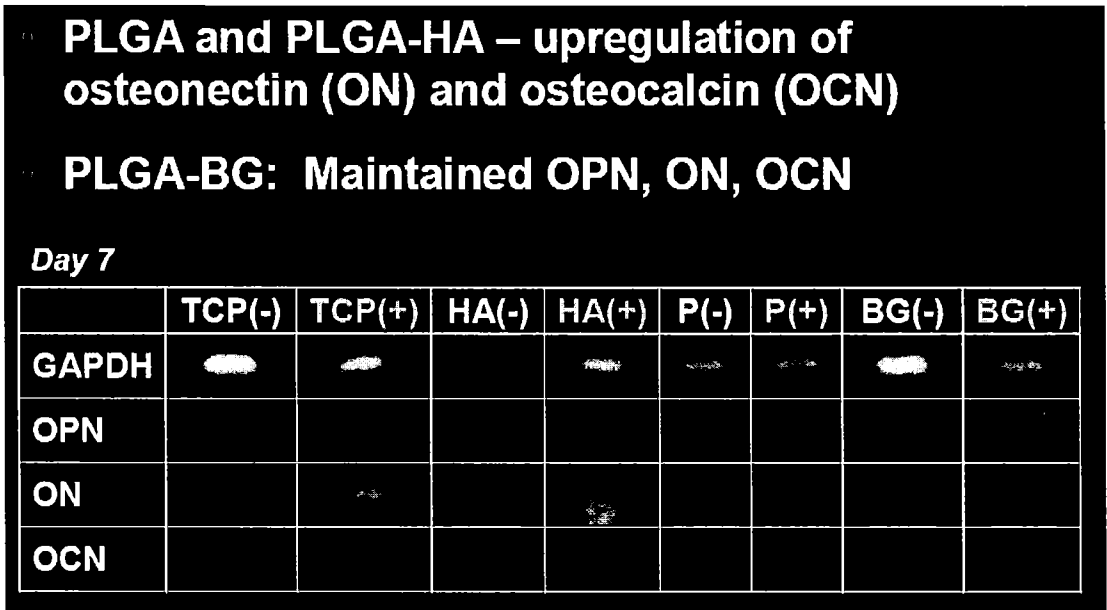 PLGA and PLGA-HA – upregulation of
osteonectin (ON) and osteocalcin (OCN)
PLGA-BG: Maintained OPN, ON, OCN
Day 7
TCP(-) TCP(+) HA(-) HA(+) P(-) P(+) BG(-) BG(+)
GAPDH
OPN
ON
OCN